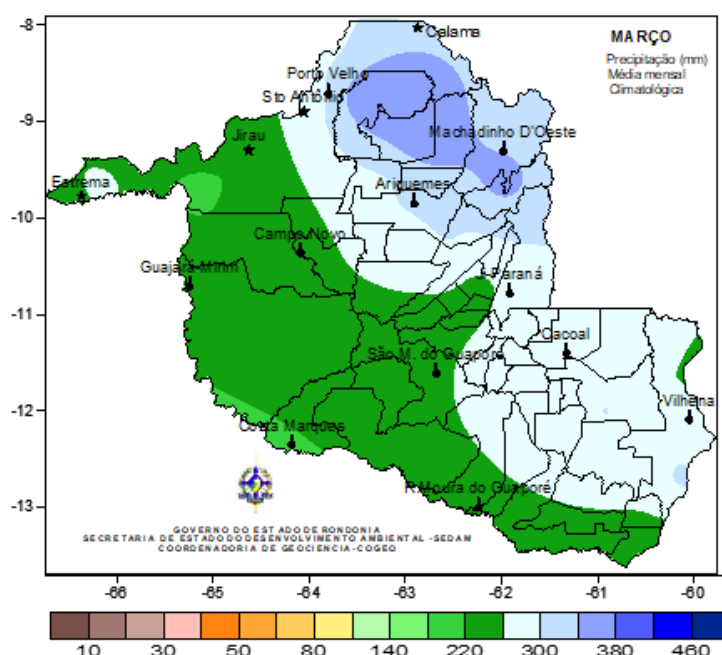 MARÇO
Precipitação (mm)
Média mensal
Climatológica
-8
-9
-10
-11
-12
-13
Calama
Porto Velho
Sto Antônio
Machadinho D'Oeste
Jirau
Estrema
Ariquemes
Campo Novo
Guajará-Mirim
Ji-Paraná
Cacoal
São M. do Guaporé
Vilhena
Costa Marques
R.Moura do Guaporé
GOVERNO DO ESTADO DE RONDONIA
SECRETARIA DE ESTADO DO DESENVOLVIMENTO AMBIENTAL -SEDAM
COORDENADORIA DE GEOCIENCIA-COGEO
-66 -65 -64 -63 -62 -61 -60
10 30 50 80 140 220 300 380 460